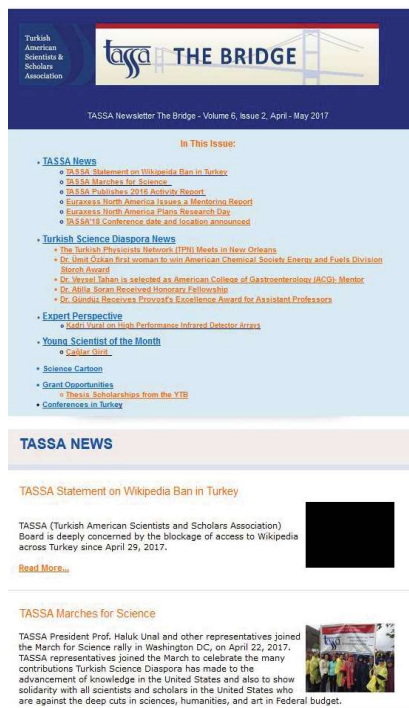 Turkish
American
Scientists &
Scholars
Association
tassa THE BRIDGE
TASSA Newsletter The Bridge - Volume 6, Issue 2, April - May 2017
In This Issue:
TASSA News
TASSA Statement on Wikipeida Ban in Turkey
TASSA Marches for Science
TASSA Publishes 2016 Activity Report
Euraxess North America Issues a Mentoring Report
Euraxess North America Plans Research Day
TASSA'18 Conference date and location announced
Turkish Science Diaspora News
The Turkish Physicists Network (TPN) Meets in New Orleans
Dr. Umit Özkan first woman to win American Chemical Society Energy and Fuels Division
Storch Award
Dr. Veysel Tahan is selected as American College of Gastroenterology (ACG)- Mentor
Dr. Atilla Soran Received Honorary Fellowship
Dr. Gündüz Receives Provost's Excellence Award for Assistant Professors
Expert Perspective
Kadri Vural on High Performance Infrared Detector Arrays
Young Scientist of the Month
Çağlar Girit
Science Cartoon
Grant Opportunities
Thesis Scholarships from the YTB
Conferences in Turkey
TASSA NEWS
TASSA Statement on Wikipedia Ban in Turkey
TASSA (Turkish American Scientists and Scholars Association)
Board is deeply concerned by the blockage of access to Wikipedia
across Turkey since April 29, 2017.
Read More...
TASSA Marches for Science
TASSA President Prof. Haluk Unal and other representatives joined
the March for Science rally in Washington DC, on April 22, 2017.
TASSA representatives joined the March to celebrate the many
contributions Turkish Science Diaspora has made to the
advancement of knowledge in the United States and also to show
solidarity with all scientists and scholars in the United States who
are against the deep cuts in sciences, humanities, and art in Federal budget.